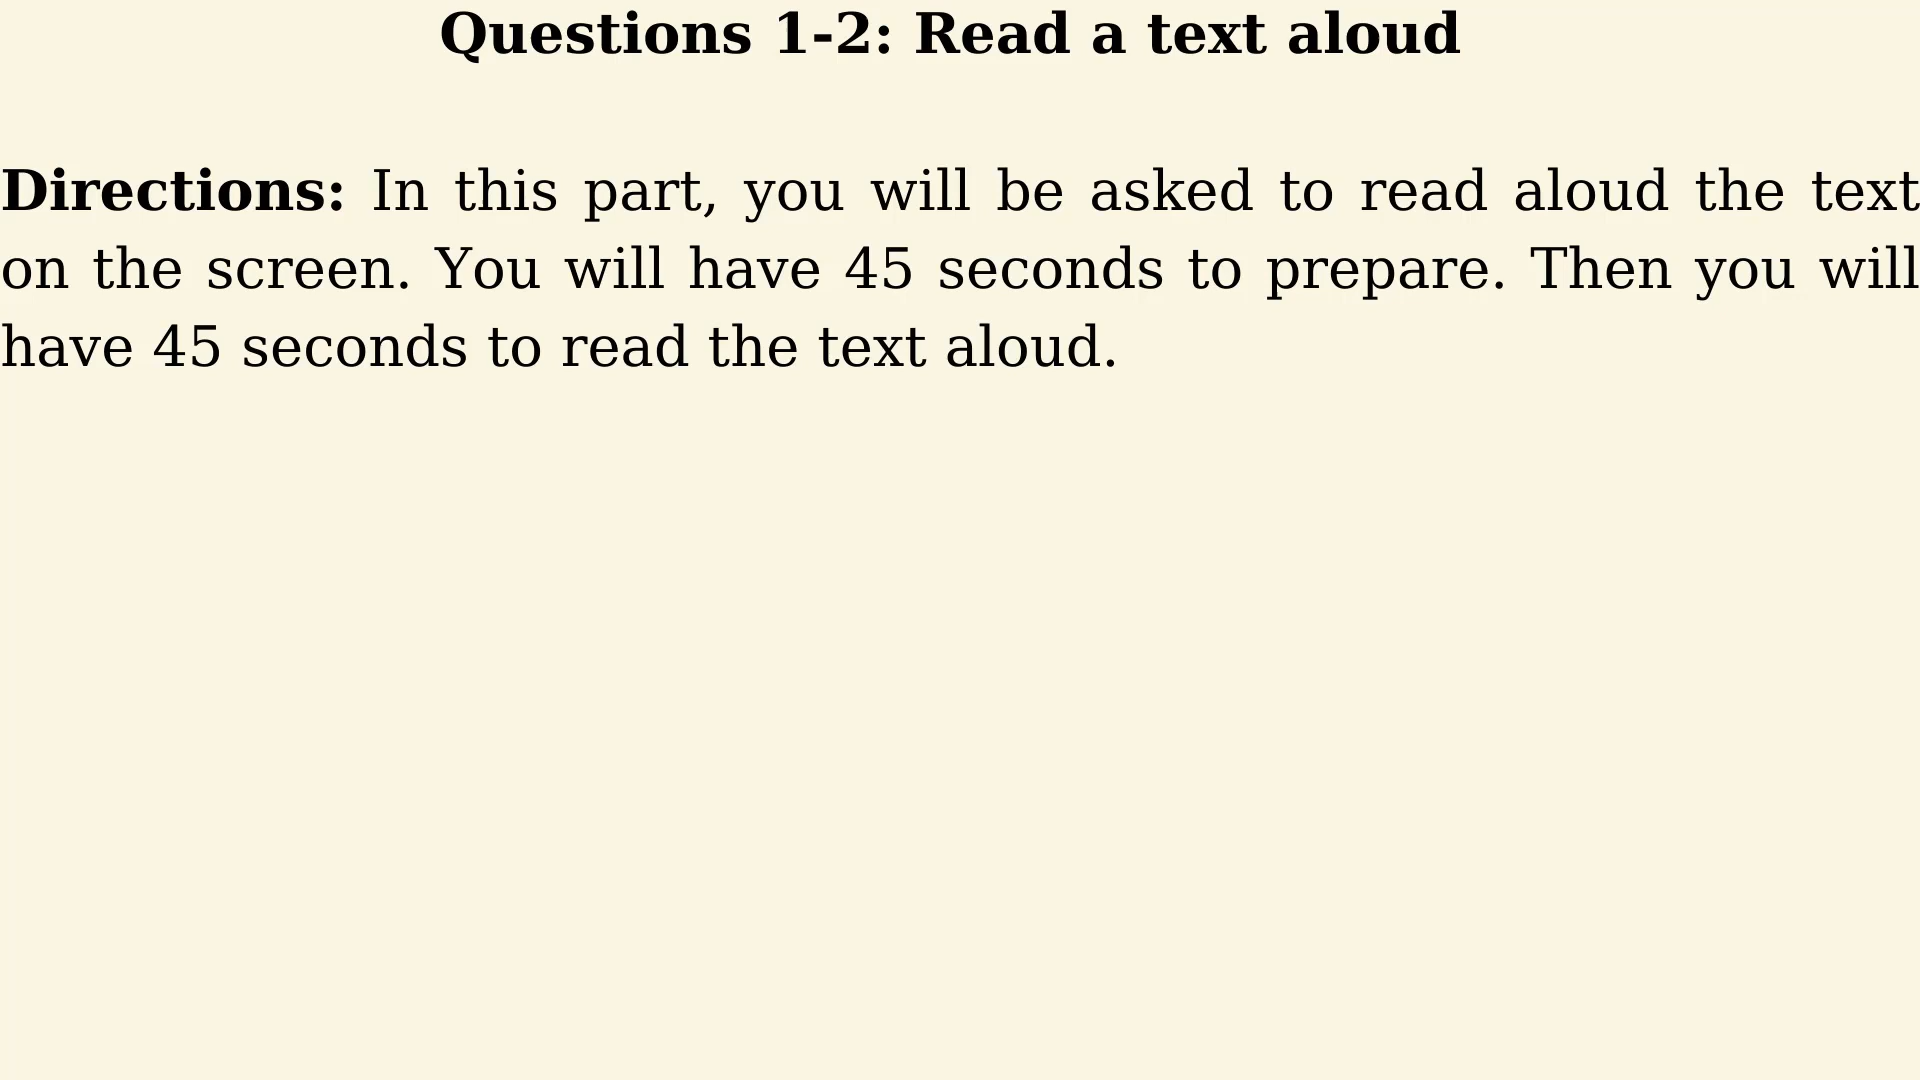 Questions 1-2: Read a text aloud
Directions: In this part, you will be asked to read aloud the text
on the screen. You will have 45 seconds to prepare. Then you will
have 45 seconds to read the text aloud.